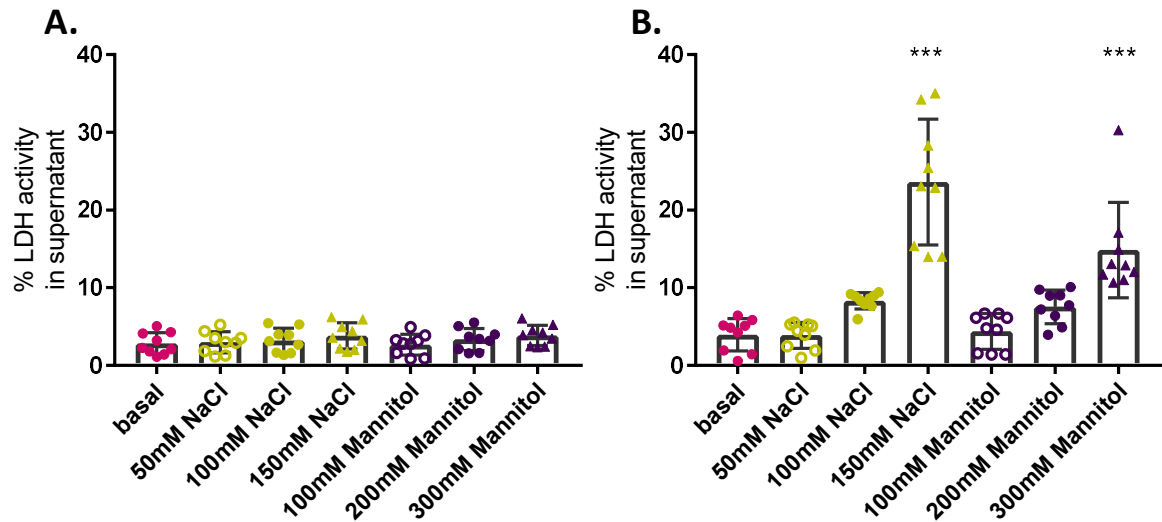 A.
% LDH activity
in supernatant
40
30
20
10
0
basal
50mM NaCl
100mM NaCl
150mM NaCl
100mM Mannitol
200mM Mannitol
300mM Mannitol
B.
% LDH activity
in supernatant
40
30
20
10
0
***
***
basal
50mM NaCl
100mM NaCl
150mM NaCl
100mM Mannitol
200mM Mannitol
300mM Mannitol